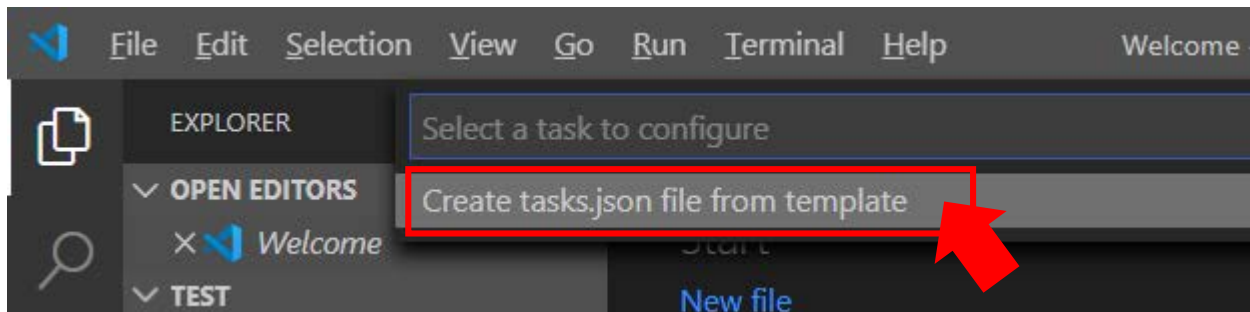 File Edit Selection View Go Run Terminal Help Welcome
EXPLORER
Select a task to configure
OPEN EDITORS
Create tasks.json file from template
Welcome
Start
TEST
New file